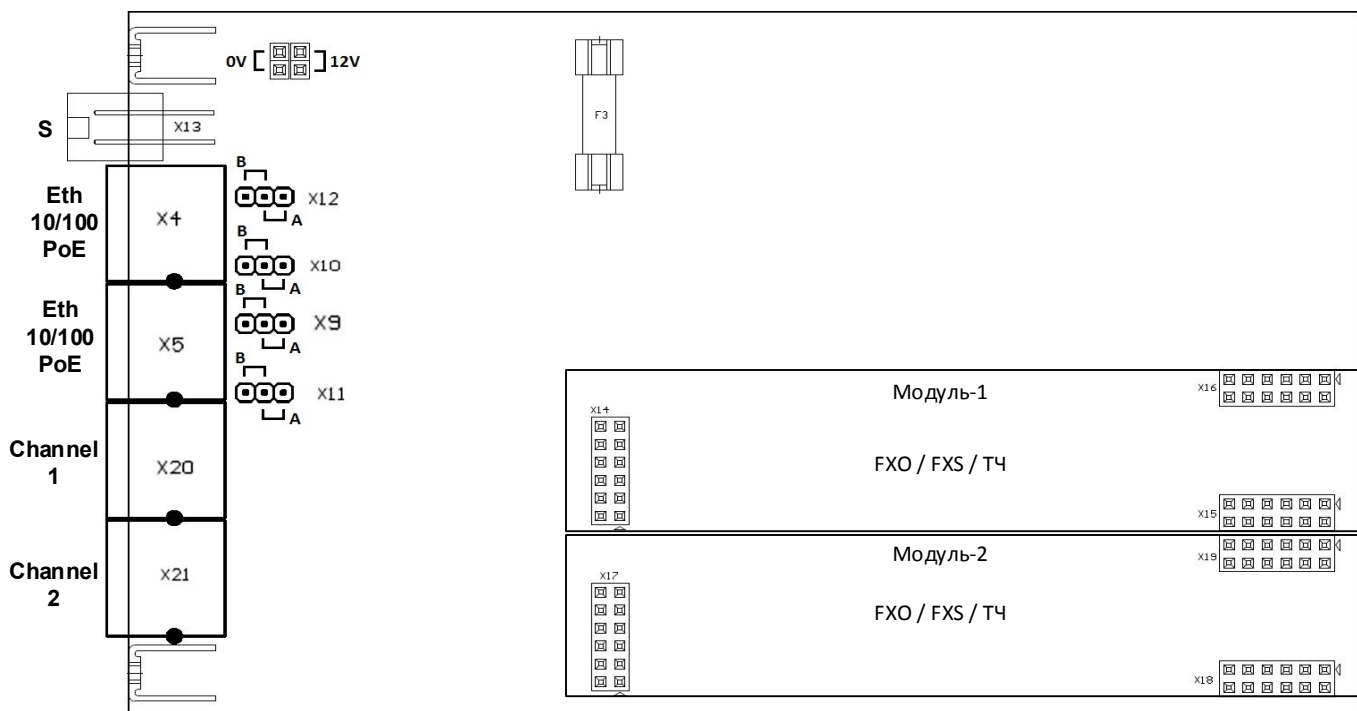 0V
12V
S
X13
F3
Eth
10/100
PoE
X4
B
X12
A
B
X10
A
Eth
10/100
PoE
X5
B
X9
A
B
X11
A
Channel
1
X20
Channel
2
X21
Модуль-1
X16
X14
FXO / FXS / ТЧ
X15
Модуль-2
X19
X17
FXO / FXS / ТЧ
X18